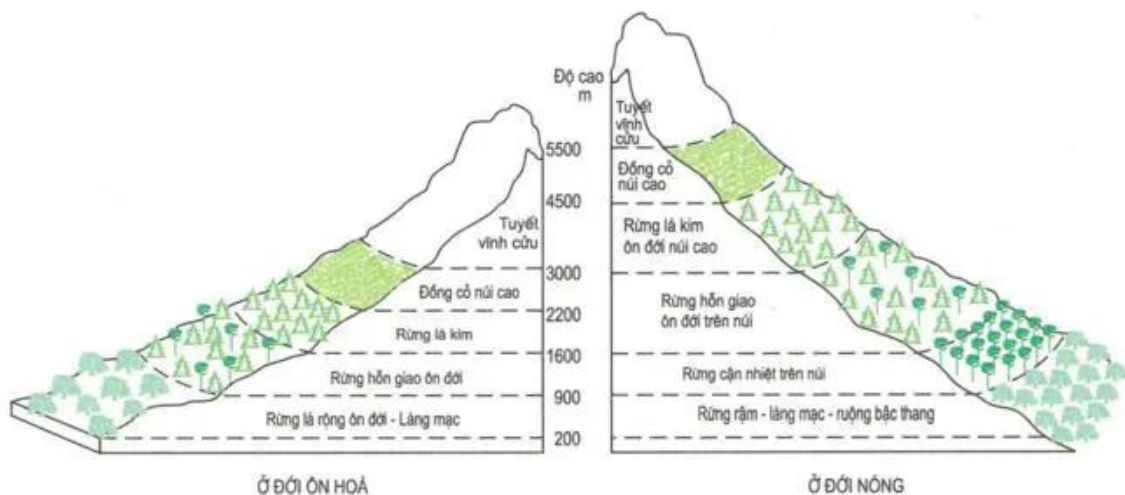 Độ cao
m
5500
4500
3000
2200
1600
900
200
Tuyết
vĩnh cửu
Đồng cỏ núi cao
Rừng lá kim
Rừng hỗn giao ôn đới
Rừng lá rộng ôn đới - Làng mạc
Ở ĐỚI ÔN HOÀ
Tuyết
vĩnh
cửu
Đồng cỏ
núi cao
Rừng lá kim
ôn đới núi cao
Rừng hỗn giao
ôn đới trên núi
Rừng cận nhiệt trên núi
Rừng rậm - làng mạc - ruộng bậc thang
Ở ĐỚI NÓNG